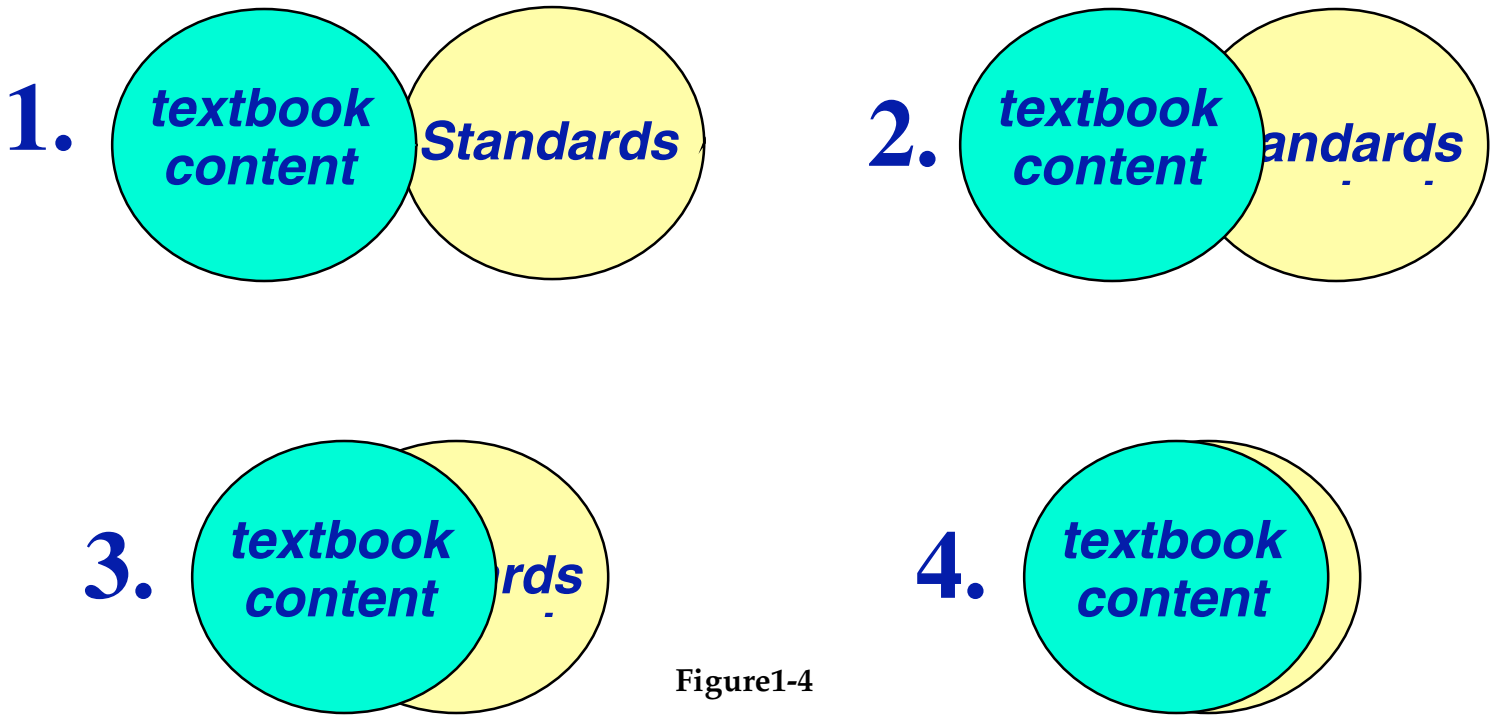 1.
textbook
content
Standards
2.
textbook
content
andards
3.
textbook
content
rds
4.
textbook
content
Figure1-4